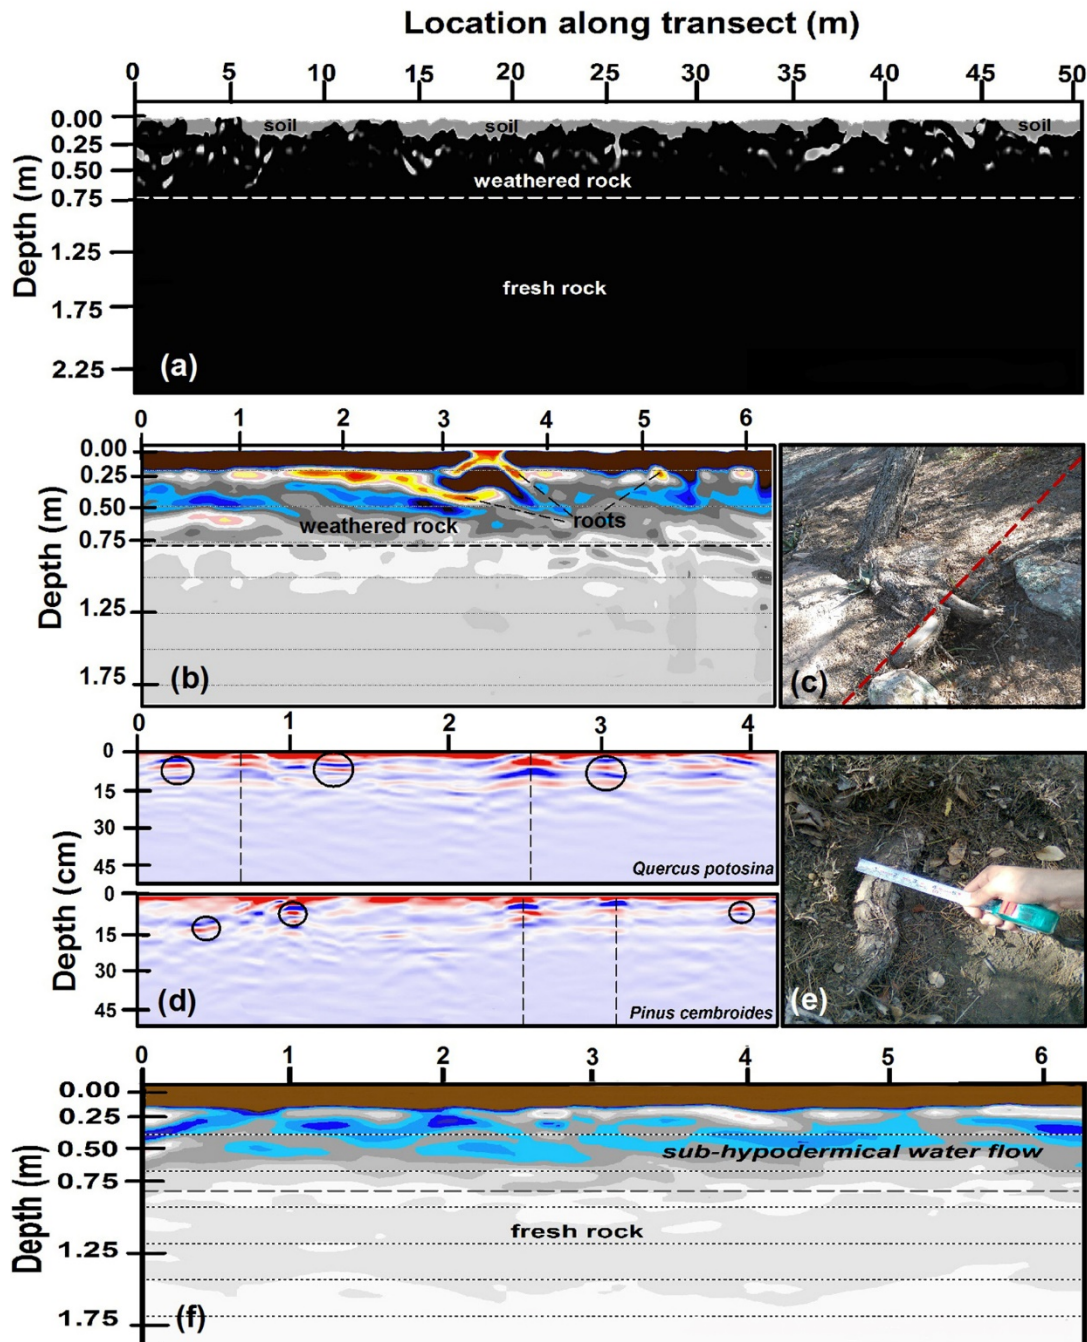 Location along transect (m)
0 5 10 15 20 25 30 35 40 45 50
Depth (m)
0.00
0.25
0.50
0.75
1.25
1.75
2.25
soil soil soil
weathered rock
fresh rock
(a)
0 1 2 3 4 5 6
Depth (m)
0.00
0.25
0.50
0.75
1.25
1.75
weathered rock
roots
(b)
(c)
0 1 2 3 4
Depth (cm)
0
15
30
45
Quercus potosina
0
15
30
45
(d)
Pinus cembroides
(e)
0 1 2 3 4 5 6
Depth (m)
0.00
0.25
0.50
0.75
1.25
1.75
sub-hypodermical water flow
fresh rock
(f)